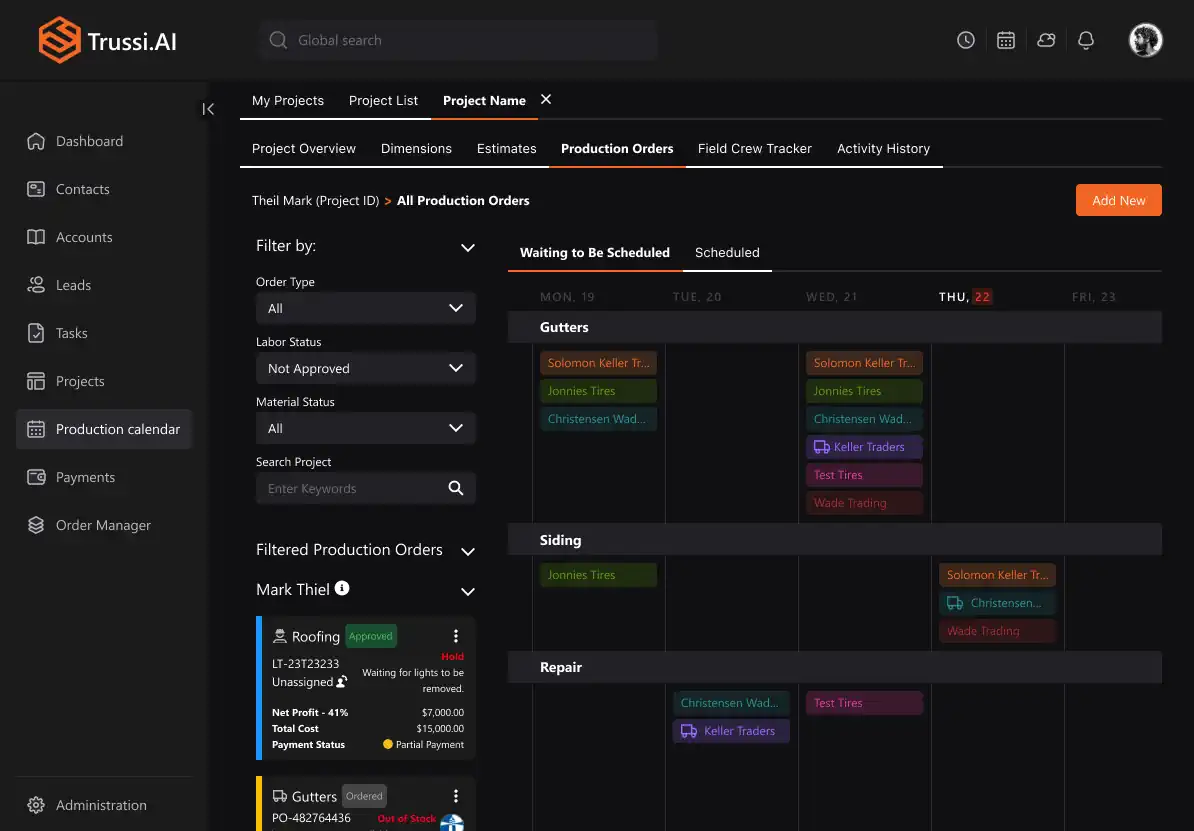 Trussi.AI
Global search
My Projects Project List Project Name
Dashboard
Contacts
Accounts
Leads
Tasks
Projects
Production calendar
Payments
Order Manager
Administration
Project Overview Dimensions Estimates Production Orders Field Crew Tracker Activity History
Theil Mark (Project ID) > All Production Orders
Add New
Filter by:
Order Type
All
Labor Status
Not Approved
Material Status
All
Search Project
Enter Keywords
Filtered Production Orders
Mark Thiel
Roofing Approved
Hold
LT-23T23233
Waiting for lights to be
Unassigned
removed.
Net Profit - 41% $7,000.00
Total Cost $15,000.00
Payment Status Partial Payment
Gutters Ordered
PO-482764436 Out of Stock
Waiting to Be Scheduled Scheduled
MON, 19 TUE, 20 WED, 21 THU, 22 FRI, 23
Gutters
Solomon Keller Tr... Solomon Keller Tr...
Jonnies Tires Jonnies Tires
Christensen Wad... Christensen Wad...
Keller Traders
Test Tires
Wade Trading
Siding
Jonnies Tires Solomon Keller Tr...
Christensen...
Wade Trading
Repair
Christensen Wad... Test Tires
Keller Traders